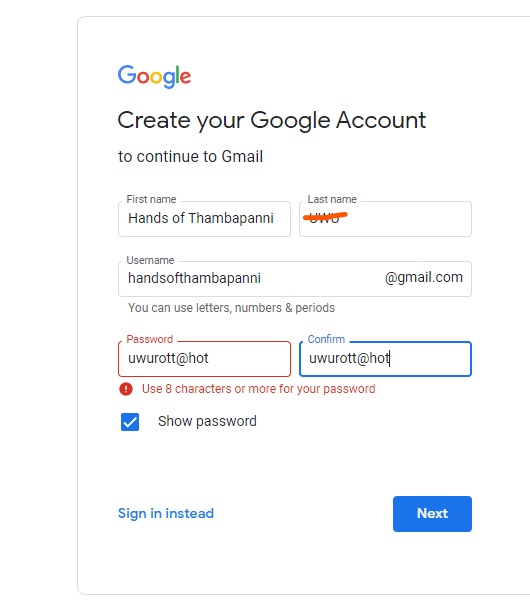 Google
Create your Google Account
to continue to Gmail
First name
Last name
Hands of Thambapanni
UWU
Username
handsofthambapanni
@gmail.com
You can use letters, numbers & periods
Password
Confirm
uwurott@hot
uwurott@hot
Use 8 characters or more for your password
Show password
Sign in instead
Next